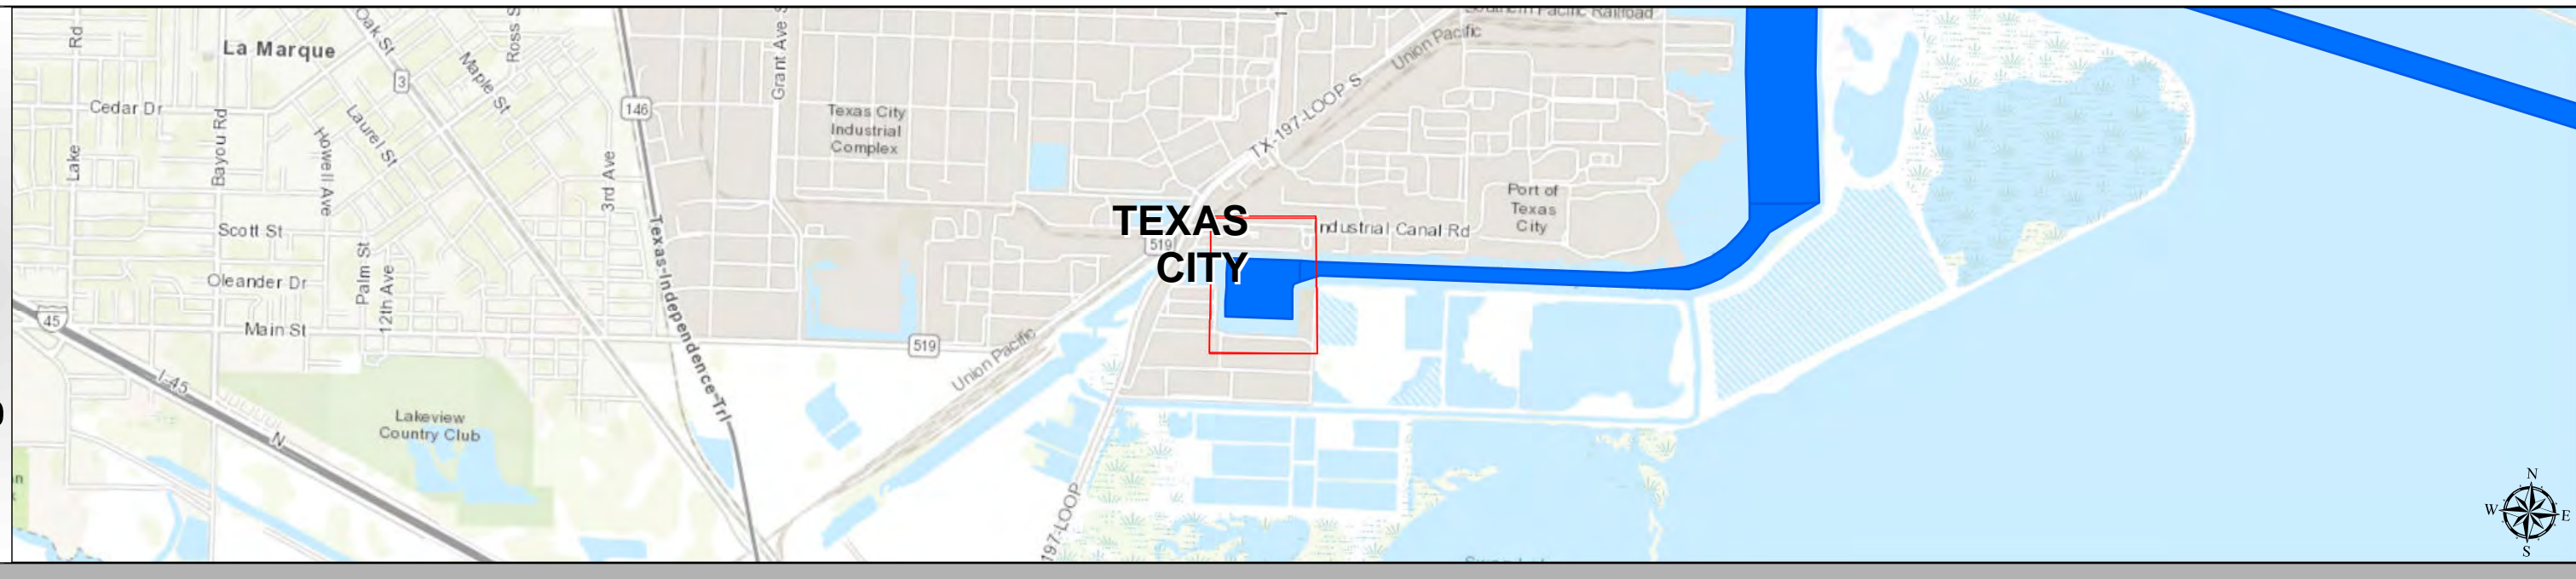 Southern Pacific Railroad
Rd
La Marque
Oak St
Ross S
Maple St
3
Grant Ave S
Union Pacific
Cedar Dr
146
Texas City
Industrial
Complex
TX-197-LOOP S
Bayou Rd
Howell Ave
Laurel St
Lake
3rd Ave
Port of
Texas
City
TEXAS
CITY
519
ndustrial Canal Rd
Scott St
Texas-Independence-Trl
Palm St
12th Ave
Oleander Dr
Main St
45
519
Union Pacific
I-45
N
Lakeview
Country Club
197-LOOP
n
N
W
E
S